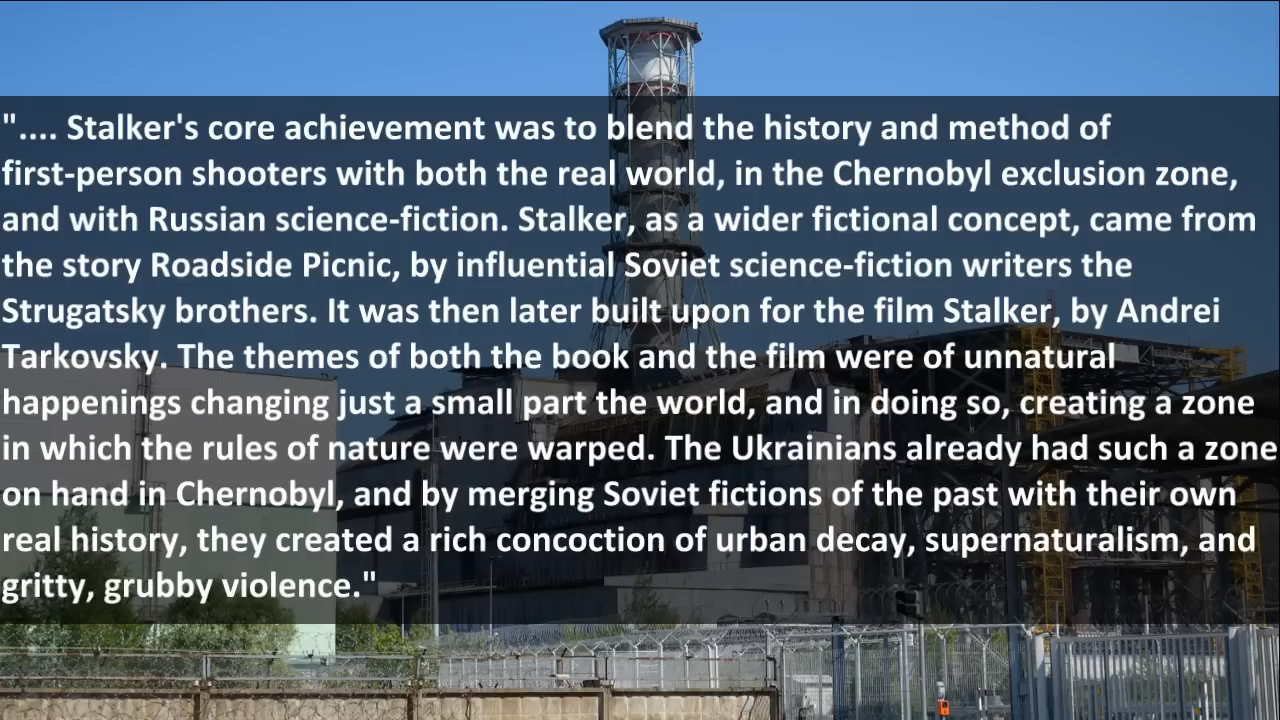 ".... Stalker's core achievement was to blend the history and method of
first-person shooters with both the real world, in the Chernobyl exclusion zone,
and with Russian science-fiction. Stalker, as a wider fictional concept, came from
the story Roadside Picnic, by influential Soviet science-fiction writers the
Strugatsky brothers. It was then later built upon for the film Stalker, by Andrei
Tarkovsky. The themes of both the book and the film were of unnatural
happenings changing just a small part the world, and in doing so, creating a zone
in which the rules of nature were warped. The Ukrainians already had such a zone
on hand in Chernobyl, and by merging Soviet fictions of the past with their own
real history, they created a rich concoction of urban decay, supernaturalism, and
gritty, grubby violence."